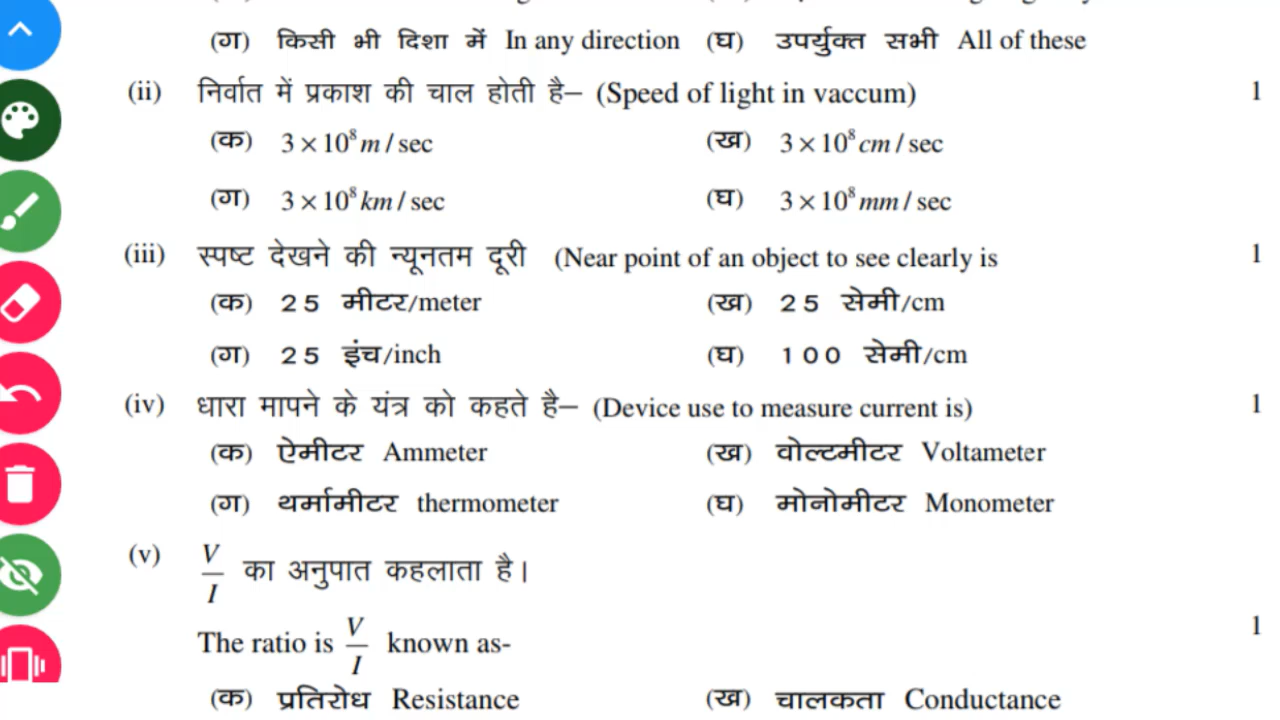 (ग) किसी भी दिशा में In any direction (घ) उपर्युक्त सभी All of these
(ii) निर्वात में प्रकाश की चाल होती है– (Speed of light in vaccum) 1
(क) 3 × 10⁸ m / sec (ख) 3 × 10⁸ cm / sec
(ग) 3 × 10⁸ km / sec (घ) 3 × 10⁸ mm / sec
(iii) स्पष्ट देखने की न्यूनतम दूरी (Near point of an object to see clearly is 1
(क) 25 मीटर/meter (ख) 25 सेमी/cm
(ग) 25 इंच/inch (घ) 100 सेमी/cm
(iv) धारा मापने के यंत्र को कहते है– (Device use to measure current is) 1
(क) ऐमीटर Ammeter (ख) वोल्टमीटर Voltameter
(ग) थर्मामीटर thermometer (घ) मोनोमीटर Monometer
(v) V/I का अनुपात कहलाता है।
The ratio is V/I known as- 1
(क) प्रतिरोध Resistance (ख) चालकता Conductance